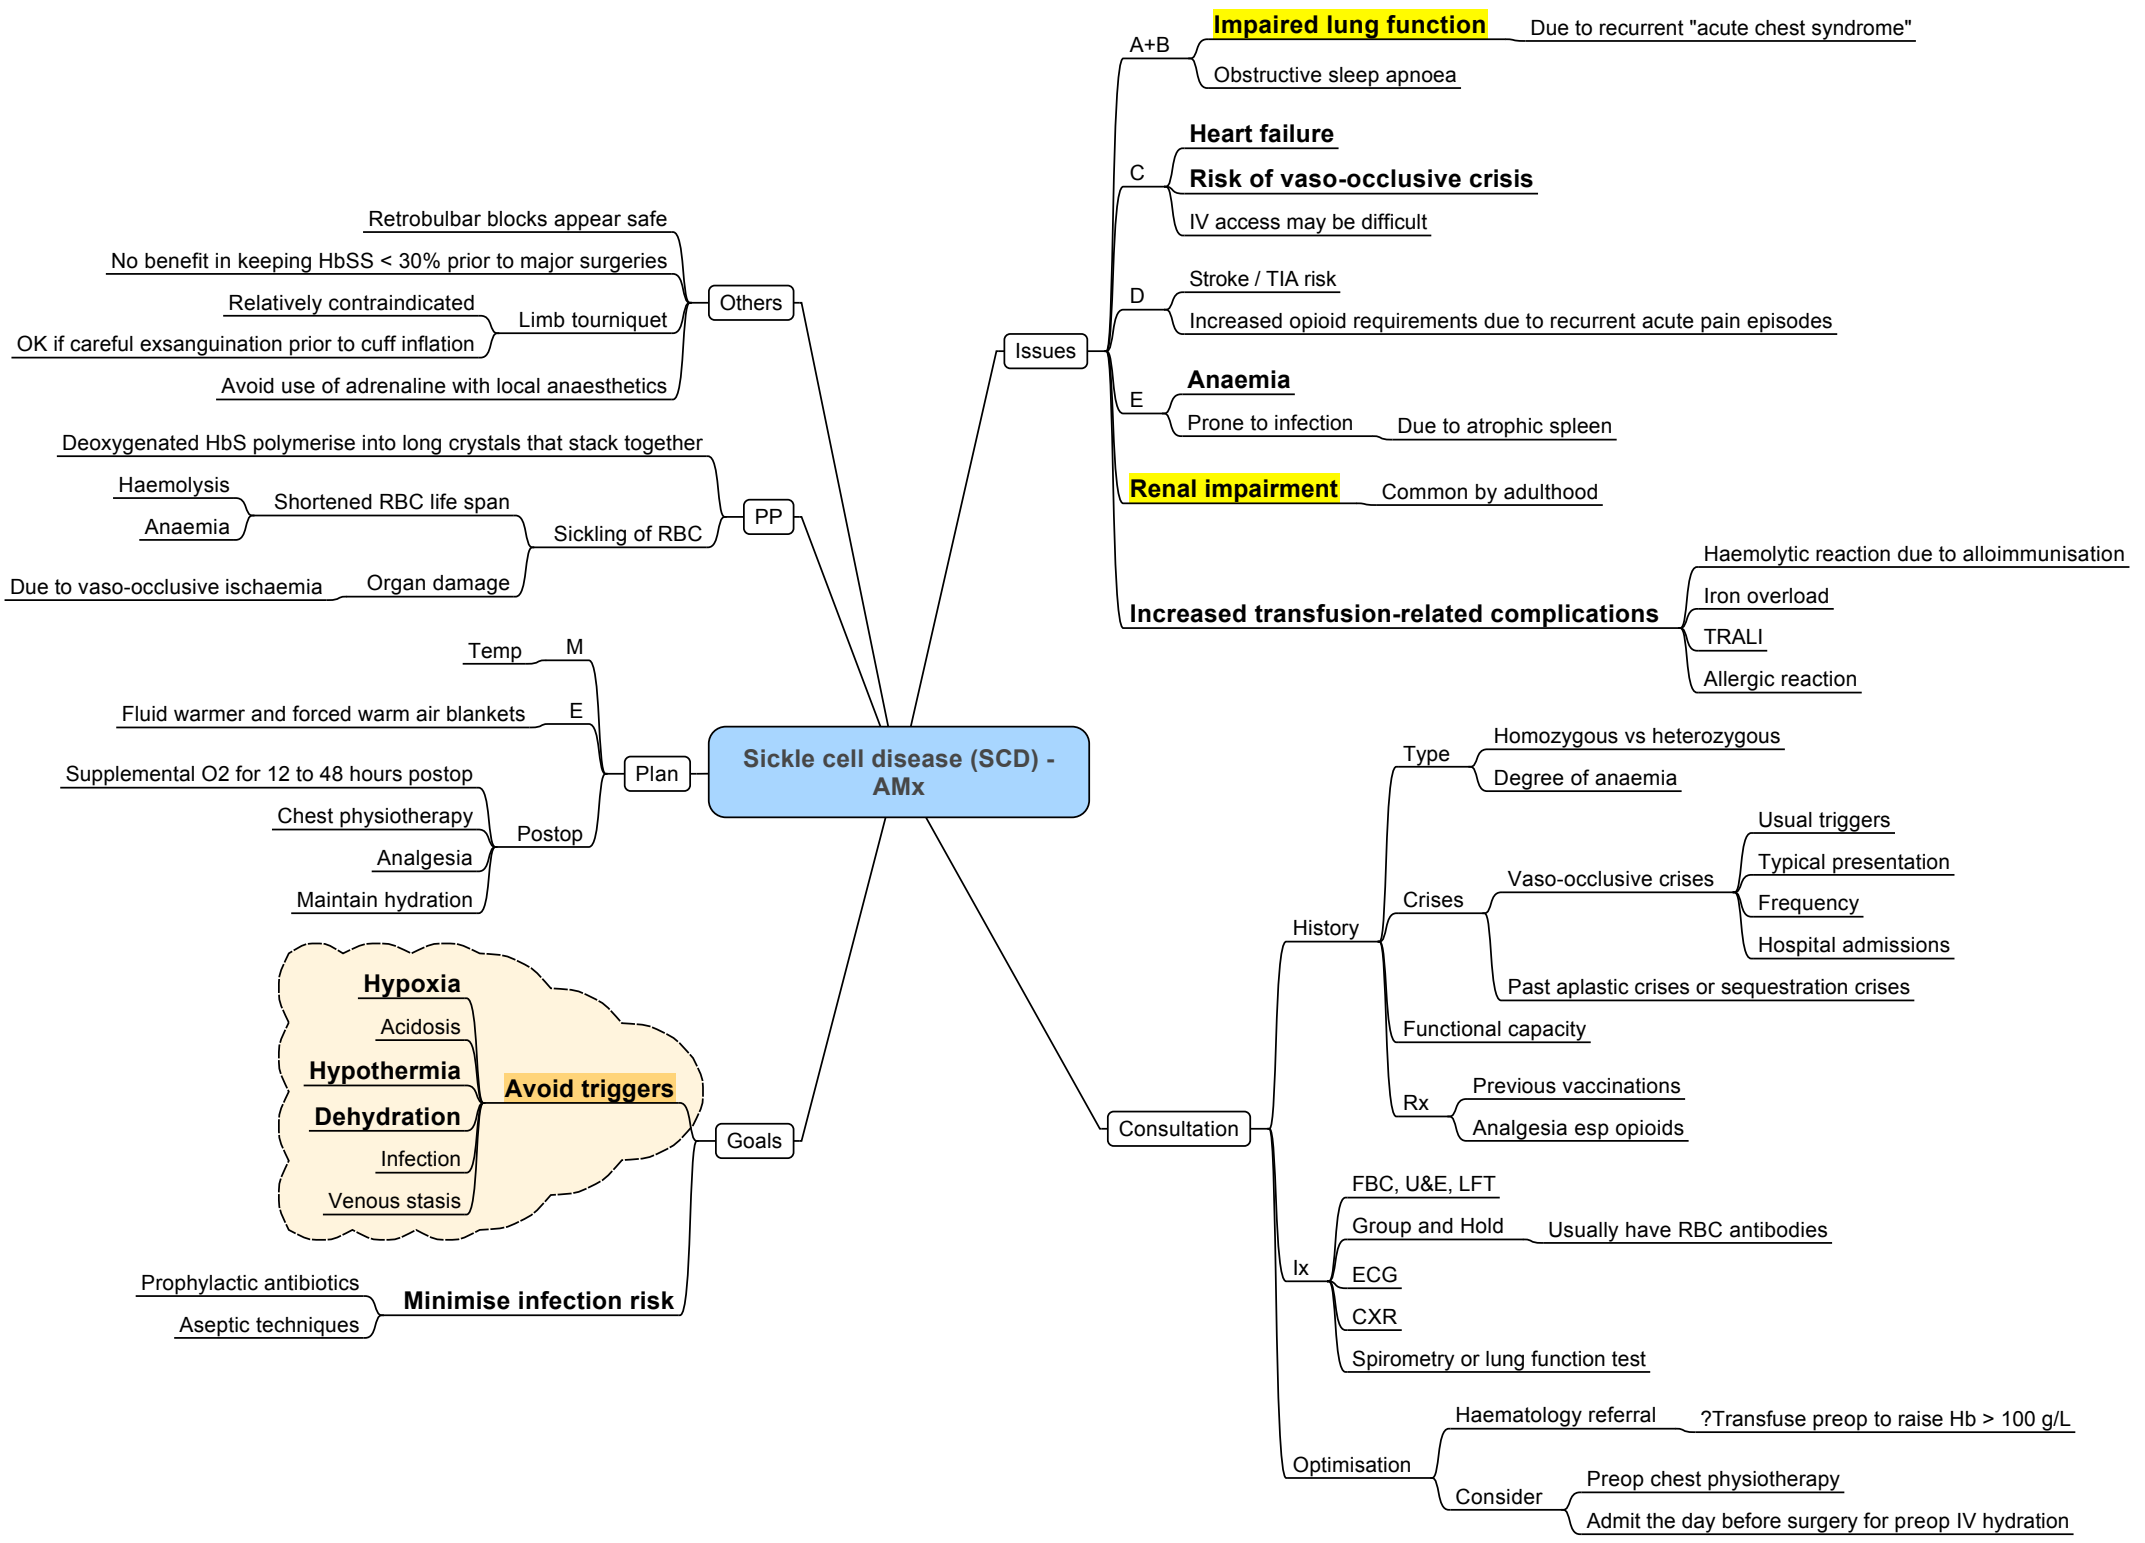 Sickle cell disease (SCD) -
AMx
Issues
A+B
Impaired lung function
Due to recurrent "acute chest syndrome"
Obstructive sleep apnoea
C
Heart failure
Risk of vaso-occlusive crisis
IV access may be difficult
D
Stroke / TIA risk
Increased opioid requirements due to recurrent acute pain episodes
E
Anaemia
Prone to infection
Due to atrophic spleen
Renal impairment
Common by adulthood
Increased transfusion-related complications
Haemolytic reaction due to alloimmunisation
Iron overload
TRALI
Allergic reaction
Consultation
History
Type
Homozygous vs heterozygous
Degree of anaemia
Crises
Vaso-occlusive crises
Usual triggers
Typical presentation
Frequency
Hospital admissions
Past aplastic crises or sequestration crises
Functional capacity
Rx
Previous vaccinations
Analgesia esp opioids
Ix
FBC, U&E, LFT
Group and Hold
Usually have RBC antibodies
ECG
CXR
Spirometry or lung function test
Optimisation
Haematology referral
?Transfuse preop to raise Hb > 100 g/L
Consider
Preop chest physiotherapy
Admit the day before surgery for preop IV hydration
Others
Retrobulbar blocks appear safe
No benefit in keeping HbSS < 30% prior to major surgeries
Limb tourniquet
Relatively contraindicated
OK if careful exsanguination prior to cuff inflation
Avoid use of adrenaline with local anaesthetics
PP
Deoxygenated HbS polymerise into long crystals that stack together
Sickling of RBC
Shortened RBC life span
Haemolysis
Anaemia
Organ damage
Due to vaso-occlusive ischaemia
Plan
M
Temp
E
Fluid warmer and forced warm air blankets
Postop
Supplemental O2 for 12 to 48 hours postop
Chest physiotherapy
Analgesia
Maintain hydration
Goals
Avoid triggers
Hypoxia
Acidosis
Hypothermia
Dehydration
Infection
Venous stasis
Minimise infection risk
Prophylactic antibiotics
Aseptic techniques